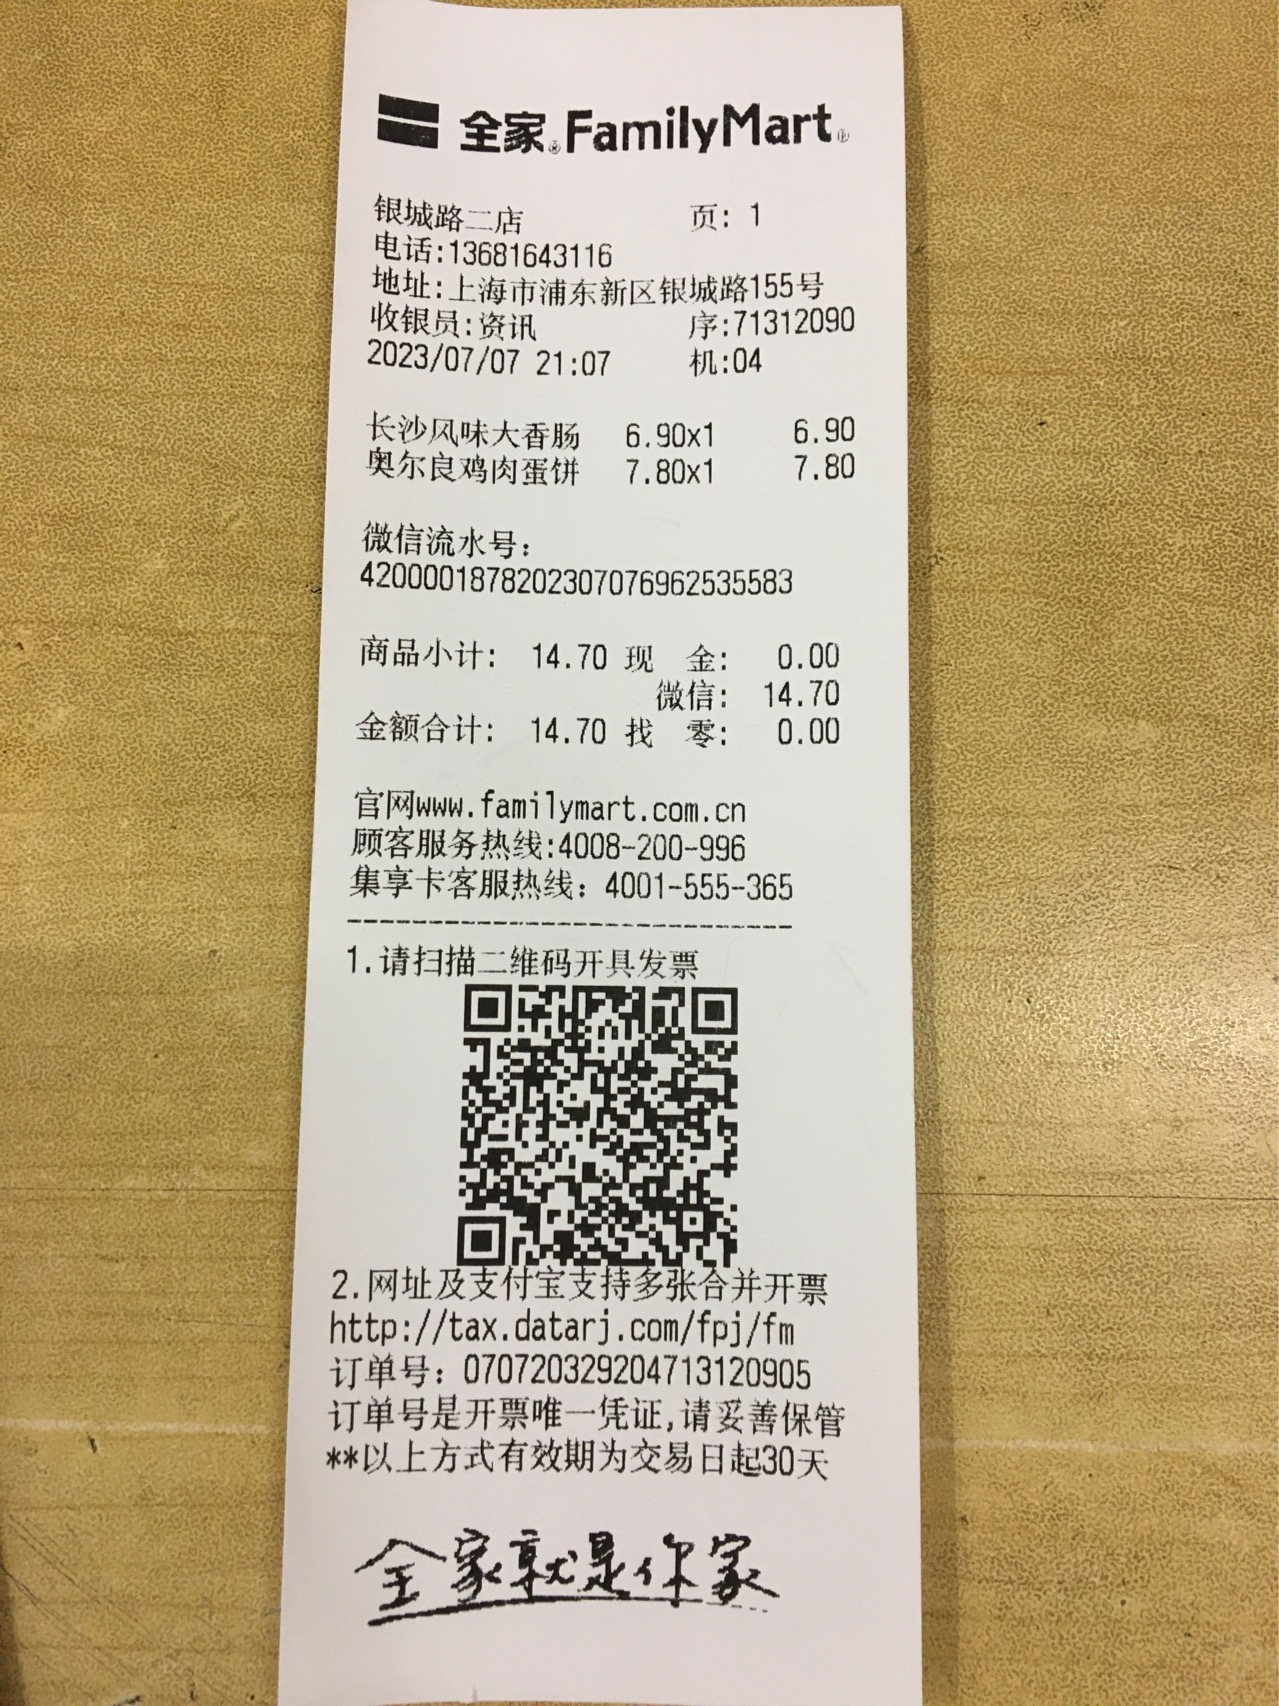 全家®FamilyMart®
银城路二店 页: 1
电话:13681643116
地址:上海市浦东新区银城路155号
收银员:资讯 序:71312090
2023/07/07 21:07 机:04
长沙风味大香肠 6.90x1 6.90
奥尔良鸡肉蛋饼 7.80x1 7.80
微信流水号:
4200001878202307076962535583
商品小计: 14.70 现 金: 0.00
微信: 14.70
金额合计: 14.70 找 零: 0.00
官网www.familymart.com.cn
顾客服务热线:4008-200-996
集享卡客服热线: 4001-555-365
1.请扫描二维码开具发票
2.网址及支付宝支持多张合并开票
http://tax.datarj.com/fpj/fm
订单号: 070720329204713120905
订单号是开票唯一凭证,请妥善保管
**以上方式有效期为交易日起30天
全家就是你家